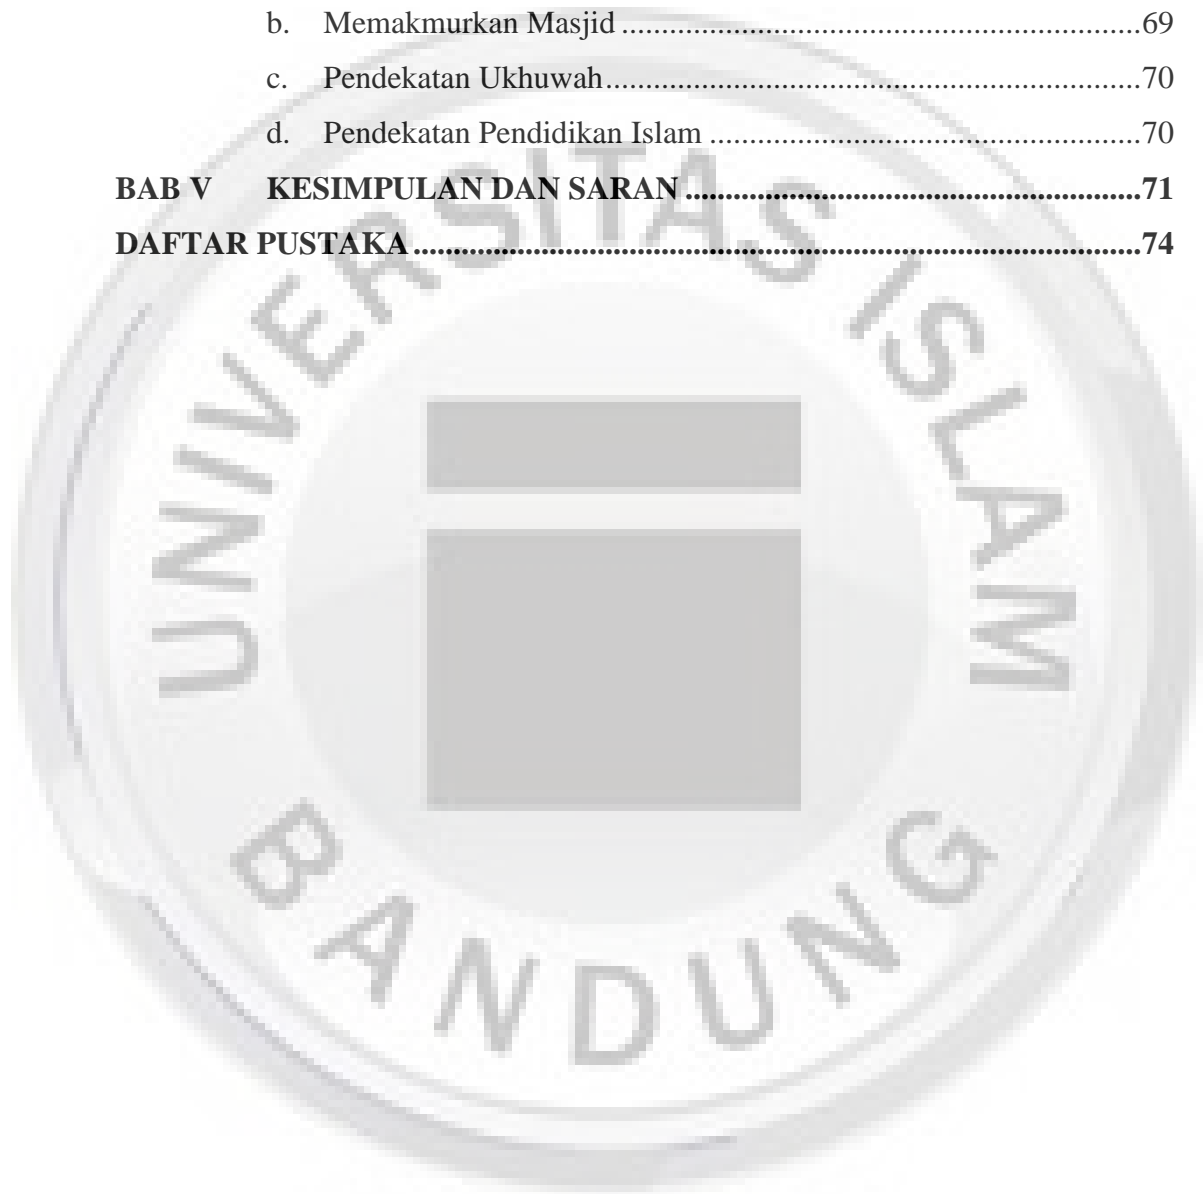 b. Memakmurkan Masjid ..................................................................69
c. Pendekatan Ukhuwah....................................................................70
d. Pendekatan Pendidikan Islam .......................................................70
BAB V KESIMPULAN DAN SARAN .........................................................71
DAFTAR PUSTAKA ...........................................................................................74
UNIVERSITAS ISLAM
BANDUNG